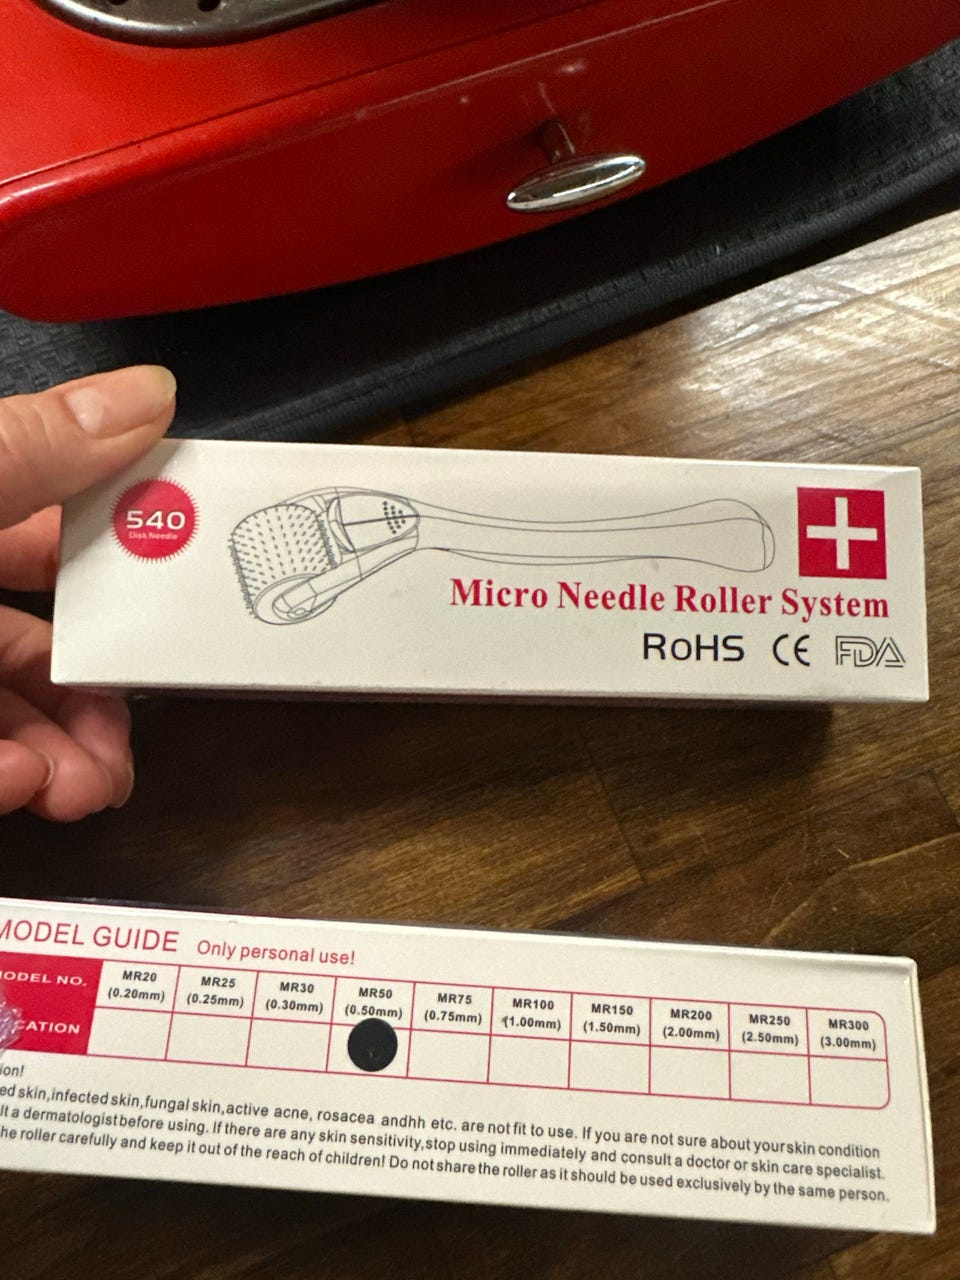 540
Disk Needle
Micro Needle Roller System
RoHS CE FDA
MODEL GUIDE Only personal use!
MODEL NO.
MR20 MR25 MR30 MR50 MR75 MR100 MR150 MR200 MR250 MR300
(0.20mm) (0.25mm) (0.30mm) (0.50mm) (0.75mm) (1.00mm) (1.50mm) (2.00mm) (2.50mm) (3.00mm)
CATION
ion!
ed skin,infected skin,fungal skin,active acne, rosacea andhh etc. are not fit to use. If you are not sure about yourskin condition
lt a dermatologist before using. If there are any skin sensitivity,stop using immediately and consult a doctor or skin care specialist.
he roller carefully and keep it out of the reach of children! Do not share the roller as it should be used exclusively by the same person.